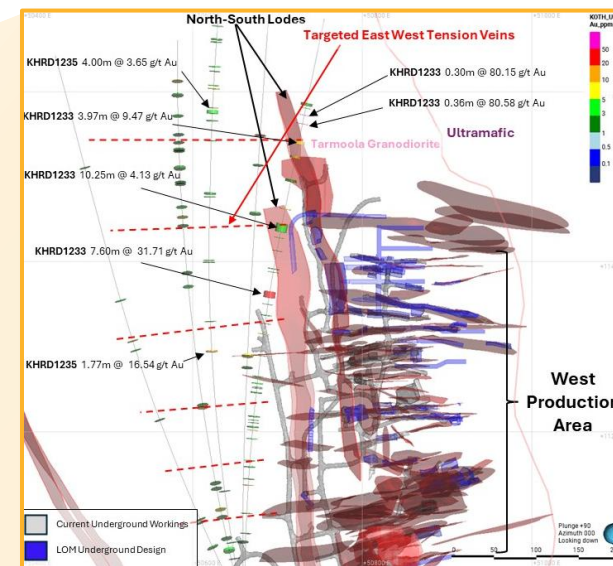 North-South Lodes
Targeted East West Tension Veins
KHRD1235 4.00m @ 3.65 g/t Au
KHRD1233 0.30m @ 80.15 g/t Au
KHRD1233 0.36m @ 80.58 g/t Au
KHRD1233 3.97m @ 9.47 g/t Au
Tarmoola Granodiorite
Ultramafic
KHRD1233 10.25m @ 4.13 g/t Au
KHRD1233 7.60m @ 31.71 g/t Au
KHRD1235 1.77m @ 16.54 g/t Au
West
Production
Area
Current Underground Workings
LOM Underground Design
Plunge +90
Azimuth 000
Looking down
0 50 100 150
Au_ppm
50
20
10
5
3
1
0.5
0.1